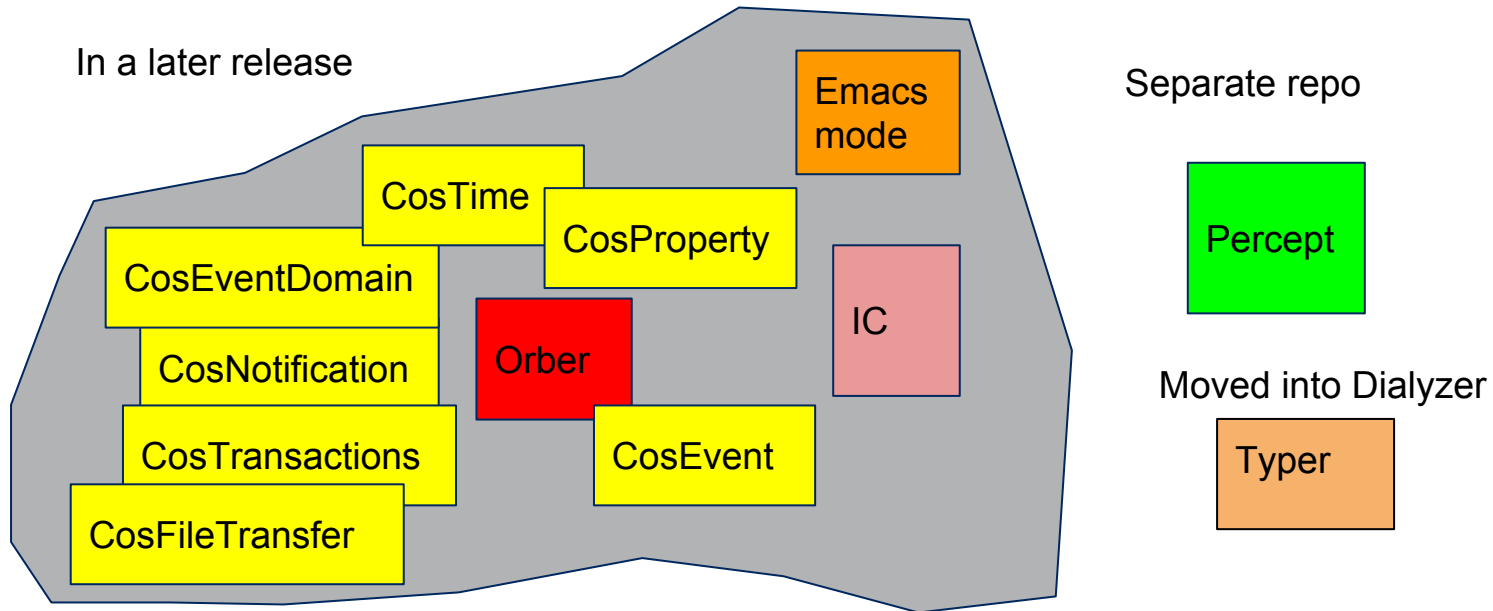 In a later release
Emacs
mode
Separate repo
CosTime
CosProperty
Percept
CosEventDomain
IC
Orber
CosNotification
Moved into Dialyzer
CosTransactions
CosEvent
Typer
CosFileTransfer